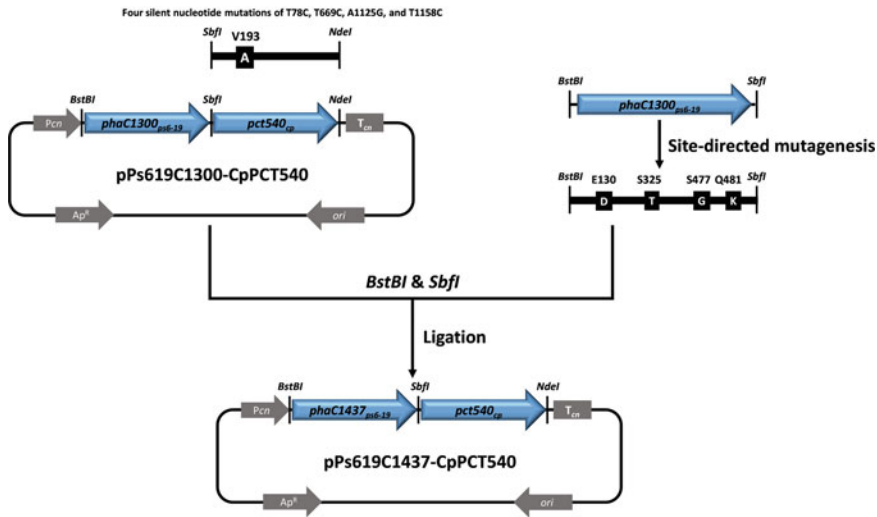 Four silent nucleotide mutations of T78C, T669C, A1125G, and T1158C
SbfI V193 NdeI
A
BstBI SbfI NdeI
Pcn phaC1300ps6-19 pct540cp Tcn
pPs619C1300-CpPCT540
ApR ori
BstBI SbfI
phaC1300ps6-19
Site-directed mutagenesis
BstBI E130 S325 S477 Q481 SbfI
D T G K
BstBI & SbfI
Ligation
BstBI SbfI NdeI
Pcn phaC1437ps6-19 pct540cp Tcn
pPs619C1437-CpPCT540
ApR ori